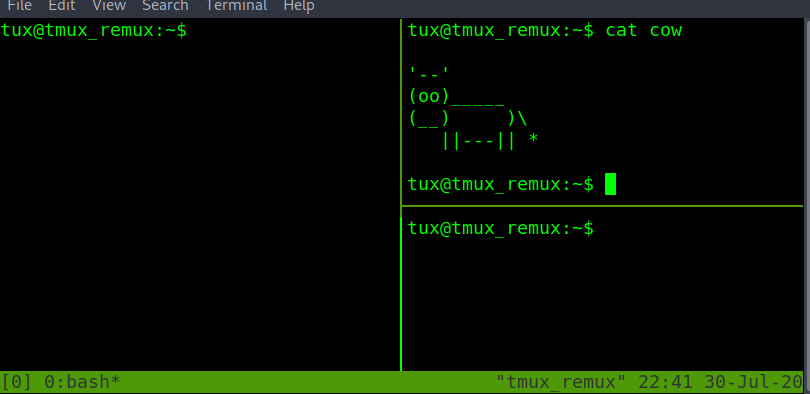 File Edit View Search Terminal Help
tux@tmux_remux:~$
tux@tmux_remux:~$ cat cow
'--'
(oo)_____
(__)     )\
   ||---|| *
tux@tmux_remux:~$
tux@tmux_remux:~$
[0] 0:bash* "tmux_remux" 22:41 30-Jul-20